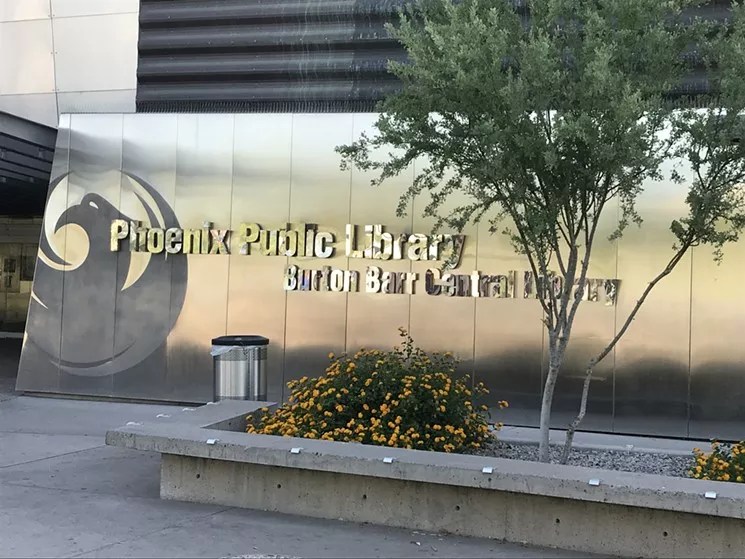 Phoenix Public Library
Burton Barr Central Library